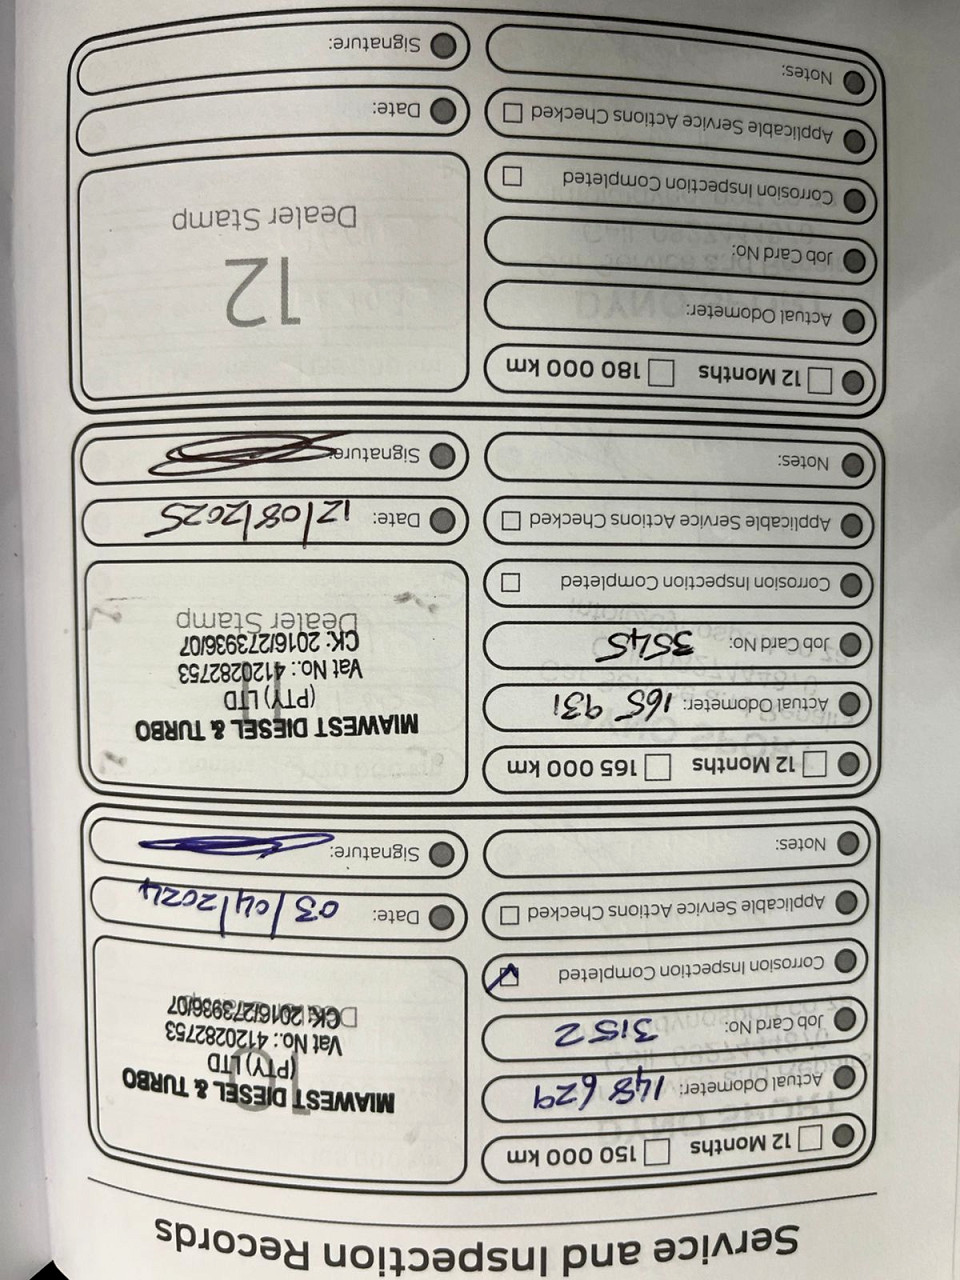 Service and Inspection Records
12 Months 150 000 km
Actual Odometer: 148 629
Job Card No: 3152
Corrosion Inspection Completed
Applicable Service Actions Checked
Notes:
10
MIAWEST DIESEL & TURBO
(PTY) LTD
Vat No.: 4120282753
CK: 2016/273936/07
Date: 03/04/2024
Signature:
12 Months 165 000 km
Actual Odometer: 165 931
Job Card No: 3545
Corrosion Inspection Completed
Applicable Service Actions Checked
Notes:
11
MIAWEST DIESEL & TURBO
(PTY) LTD
Vat No.: 4120282753
CK: 2016/273936/07
Dealer Stamp
Date: 12/08/2025
Signature:
12 Months 180 000 km
Actual Odometer:
Job Card No:
Corrosion Inspection Completed
Applicable Service Actions Checked
Notes:
12
Dealer Stamp
Date:
Signature: